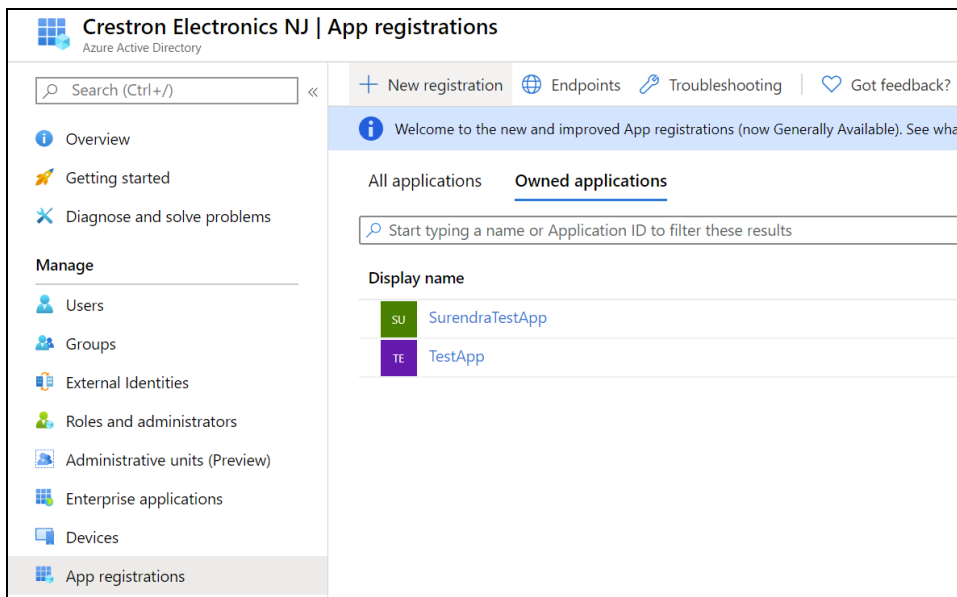 Crestron Electronics NJ | App registrations
Azure Active Directory
Search (Ctrl+/)
«
Overview
Getting started
Diagnose and solve problems
Manage
Users
Groups
External Identities
Roles and administrators
Administrative units (Preview)
Enterprise applications
Devices
App registrations
New registration
Endpoints
Troubleshooting
Got feedback?
Welcome to the new and improved App registrations (now Generally Available). See wha
All applications
Owned applications
Start typing a name or Application ID to filter these results
Display name
SU SurendraTestApp
TE TestApp